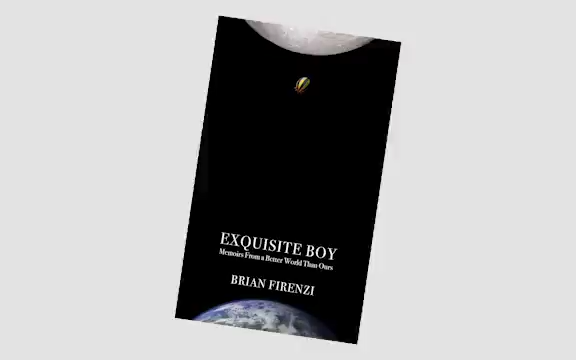 EXQUISITE BOY
Memoirs From a Better World Than Ours
BRIAN FIRENZI